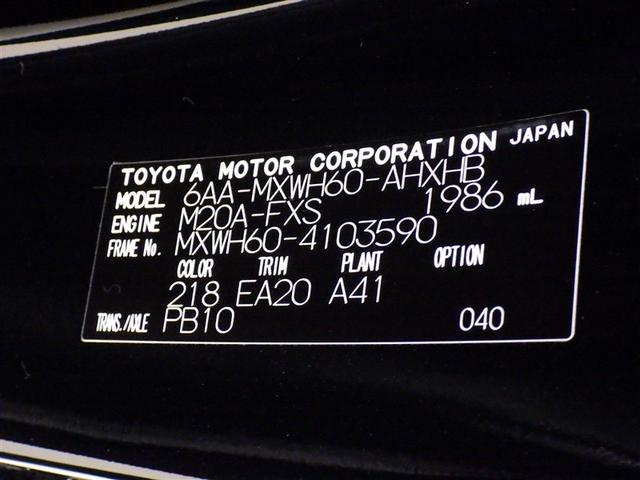 TOYOTA MOTOR CORPORATION JAPAN
MODEL 6AA-MXWH60-AHXHB
ENGINE M20A-FXS 1986 mL
FRAME No. MXWH60-4103590
COLOR TRIM PLANT OPTION
218 EA20 A41
TRANS./AXLE PB10 040